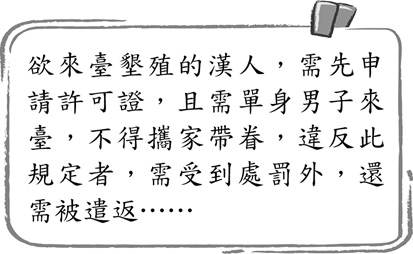 欲來臺墾殖的漢人，需先申
請許可證，且需單身男子來
臺，不得攜家帶眷，違反此
規定者，需受到處罰外，還
需被遣返……